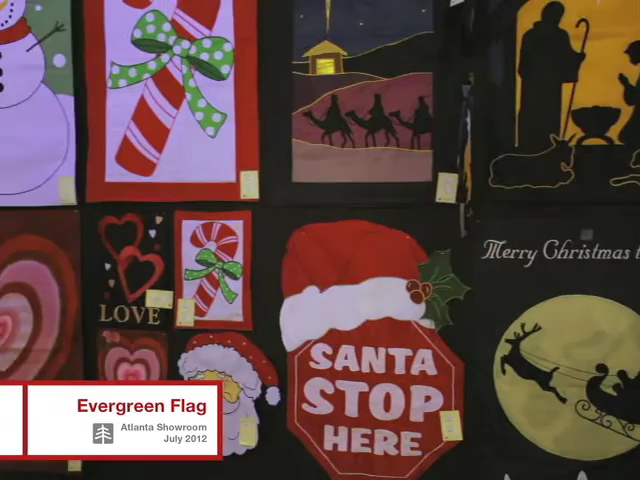 LOVE
Merry Christmas t
SANTA
STOP
HERE
Evergreen Flag
Atlanta Showroom
July 2012